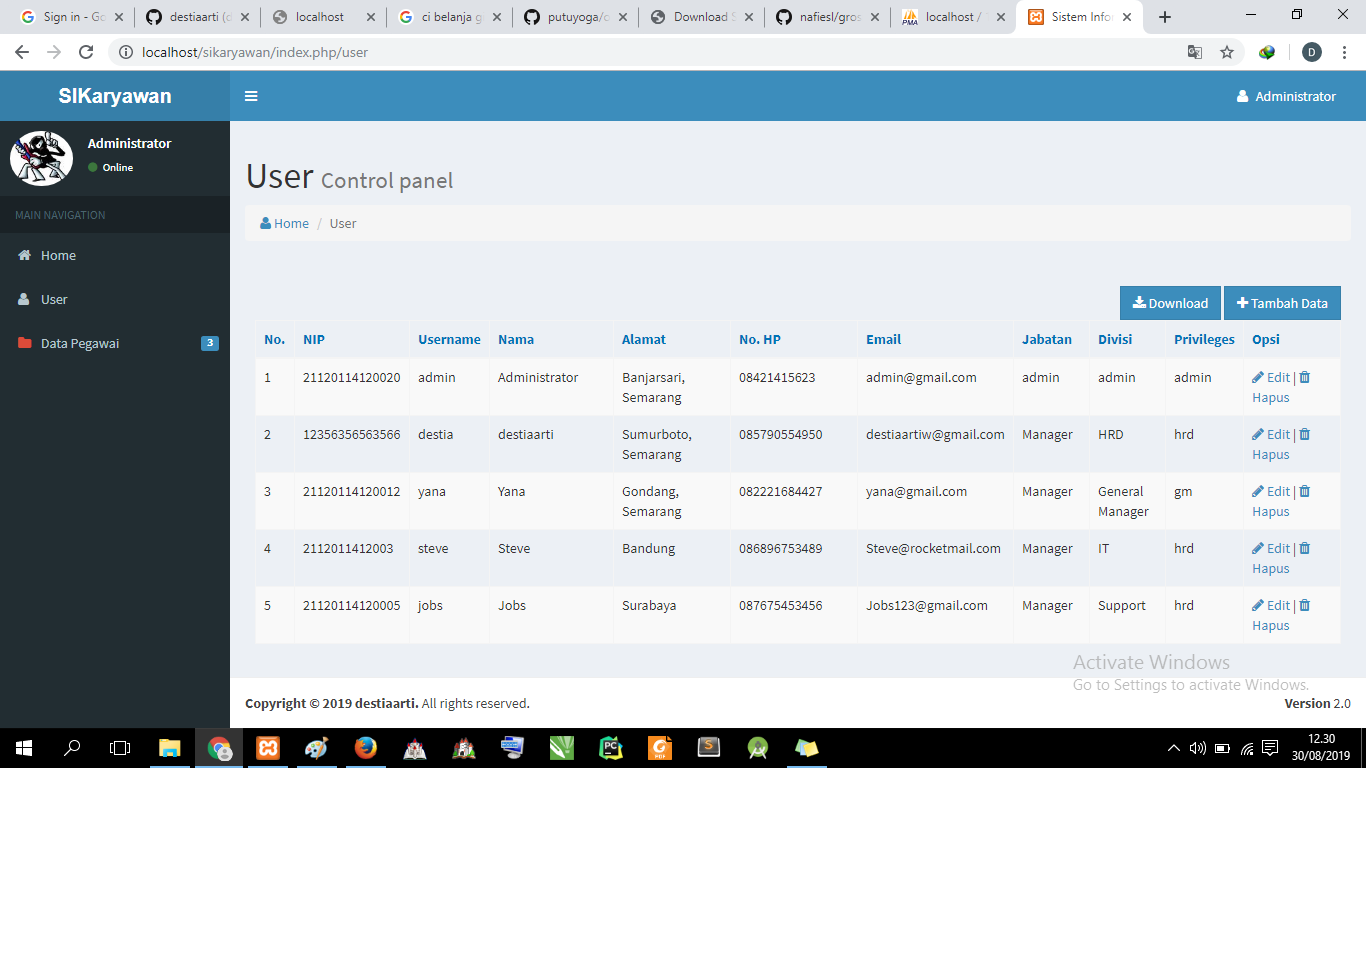 Sign in - Go
destiaarti (d
localhost
ci belanja g
putuyoga/c
Download S
nafiesl/gros
localhost /
Sistem Info
localhost/sikaryawan/index.php/user
D
SIKaryawan
Administrator
Administrator
Online
MAIN NAVIGATION
Home
User
Data Pegawai 3
User Control panel
Home / User
Download
Tambah Data
No. NIP Username Nama Alamat No. HP Email Jabatan Divisi Privileges Opsi
1 21120114120020 admin Administrator Banjarsari, 08421415623 admin@gmail.com admin admin admin Edit |
Semarang Hapus
2 12356356563566 destia destiaarti Sumurboto, 085790554950 destiaartiw@gmail.com Manager HRD hrd Edit |
Semarang Hapus
3 21120114120012 yana Yana Gondang, 082221684427 yana@gmail.com Manager General gm Edit |
Semarang Manager Hapus
4 2112011412003 steve Steve Bandung 086896753489 Steve@rocketmail.com Manager IT hrd Edit |
Hapus
5 21120114120005 jobs Jobs Surabaya 087675453456 Jobs123@gmail.com Manager Support hrd Edit |
Hapus
Activate Windows
Go to Settings to activate Windows.
Copyright © 2019 destiaarti. All rights reserved.
Version 2.0
12.30
30/08/2019